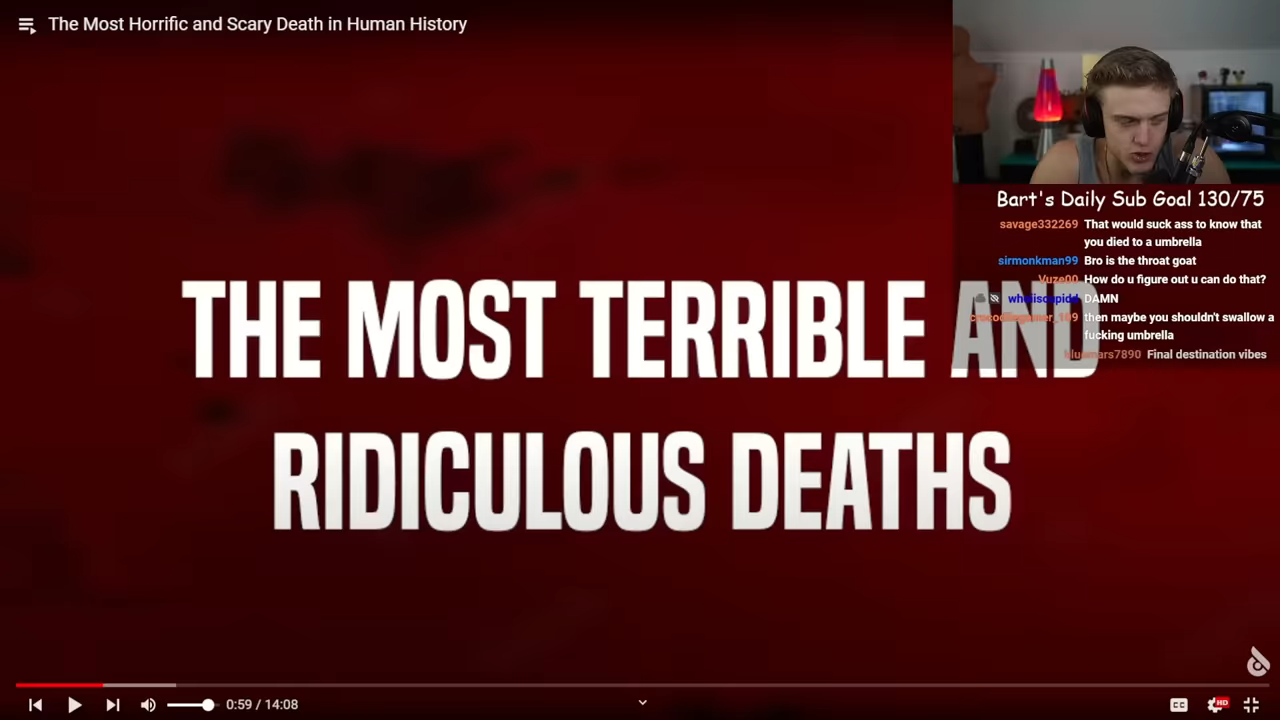 The Most Horrific and Scary Death in Human History
Bart's Daily Sub Goal 130/75
savage332269 That would suck ass to know that
you died to a umbrella
sirmonkman99 Bro is the throat goat
Vuze00 How do u figure out u can do that?
DAMN
then maybe you shouldn't swallow a
fucking umbrella
Final destination vibes
THE MOST TERRIBLE AND
RIDICULOUS DEATHS
0:59 / 14:08
CC
HD